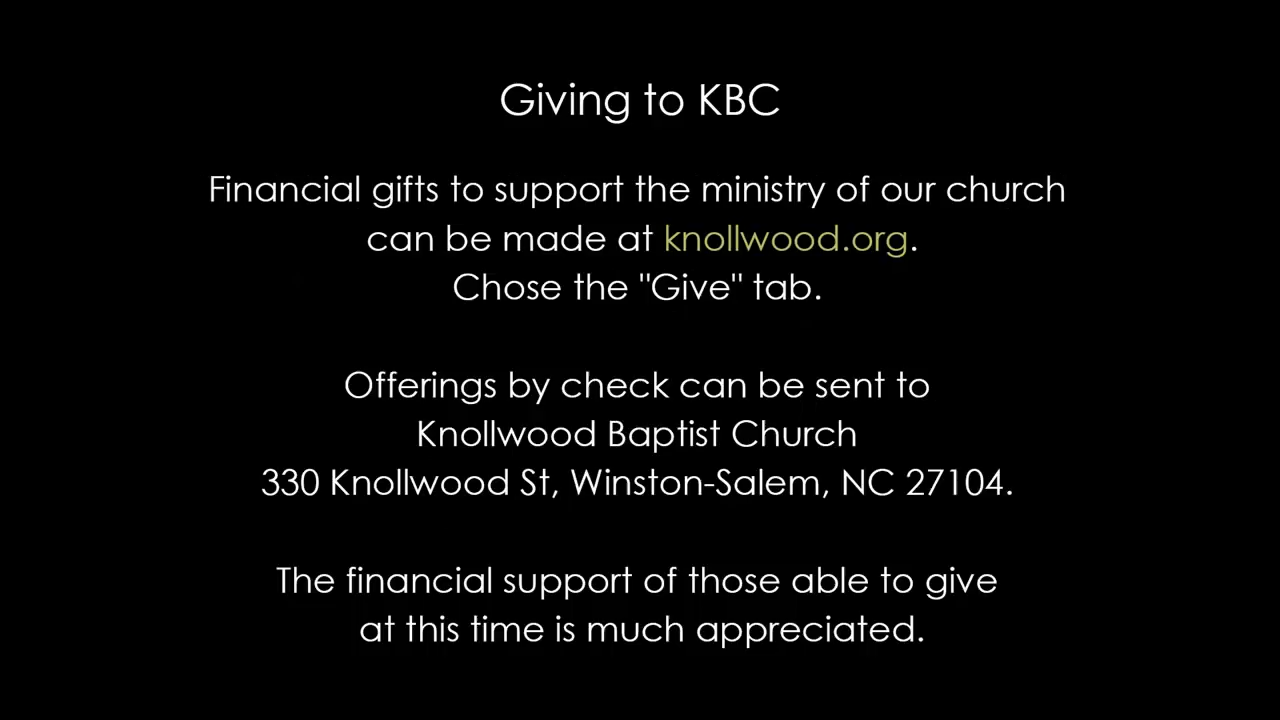 Giving to KBC
Financial gifts to support the ministry of our church
can be made at knollwood.org.
Chose the "Give" tab.
Offerings by check can be sent to
Knollwood Baptist Church
330 Knollwood St, Winston-Salem, NC 27104.
The financial support of those able to give
at this time is much appreciated.